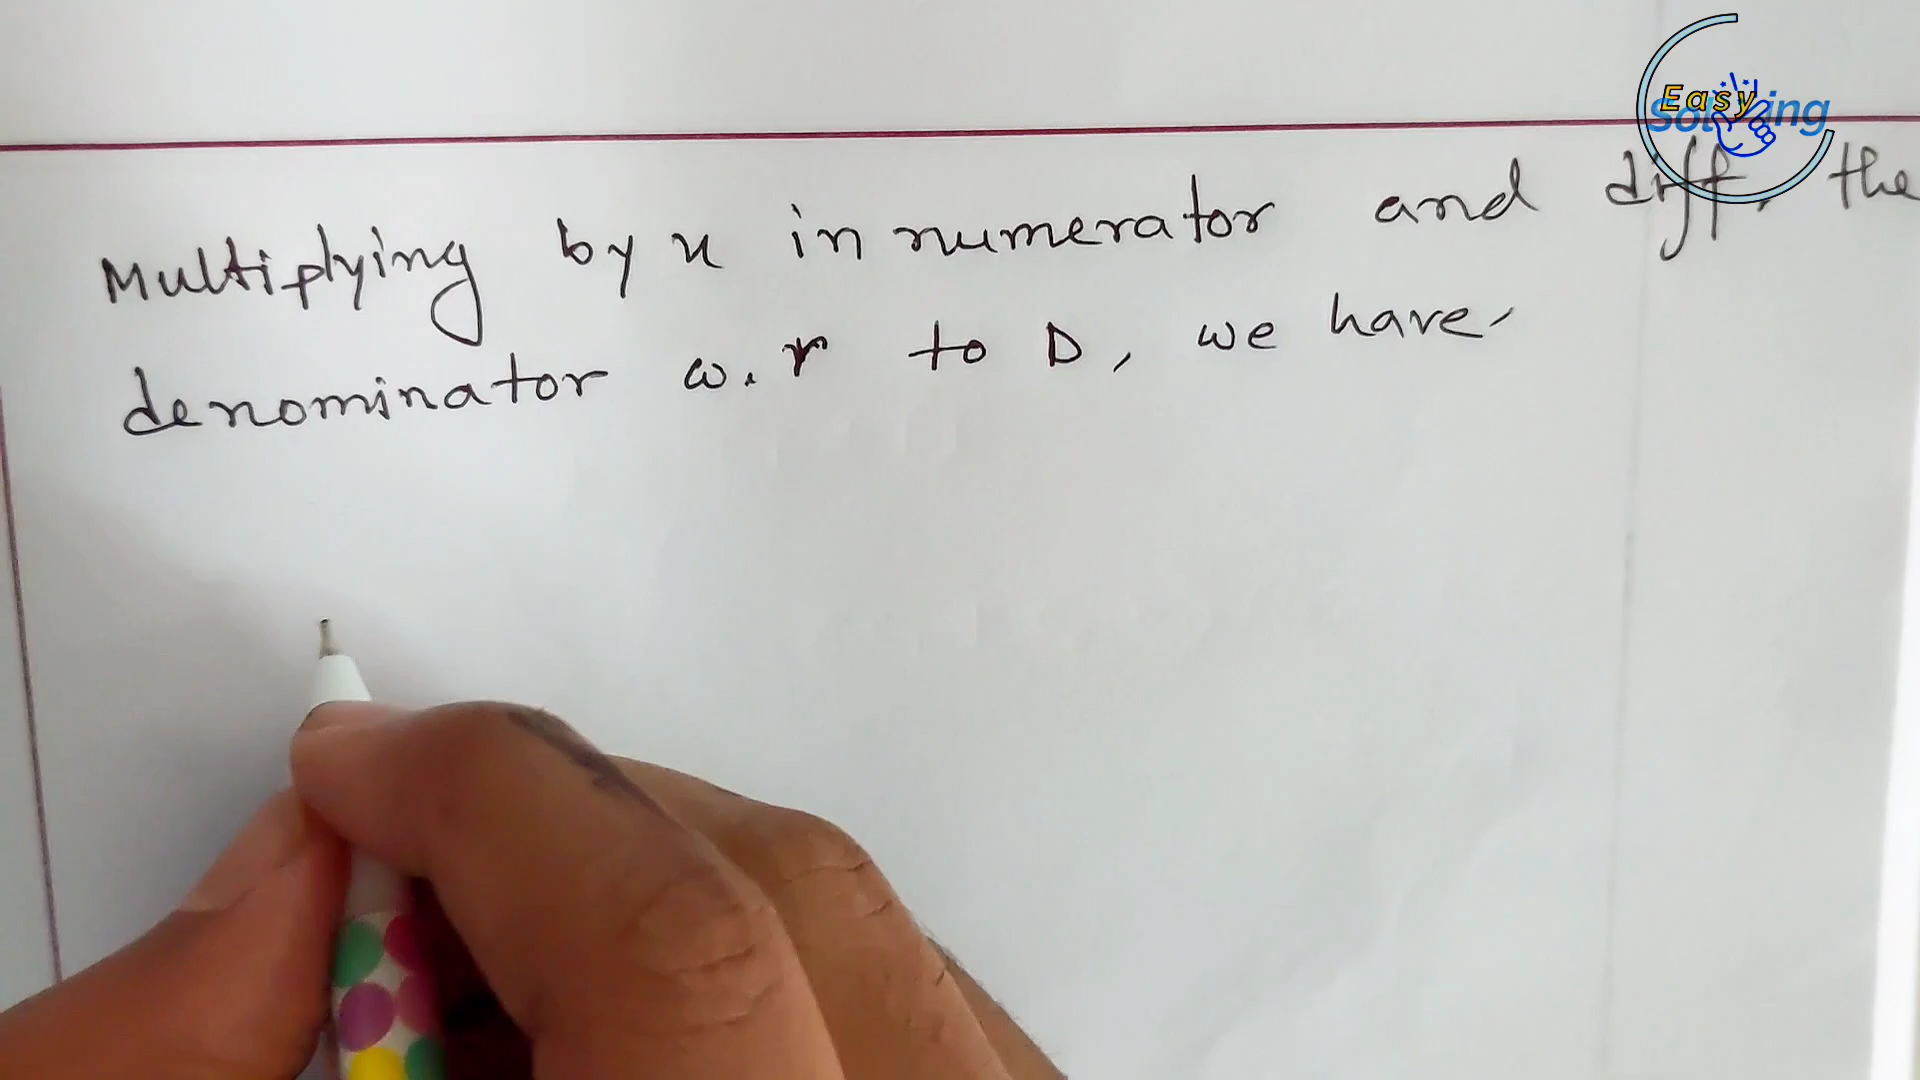 Easy
Solving
Multiplying by x in numerator and diff. the
denominator w.r to D, we have,